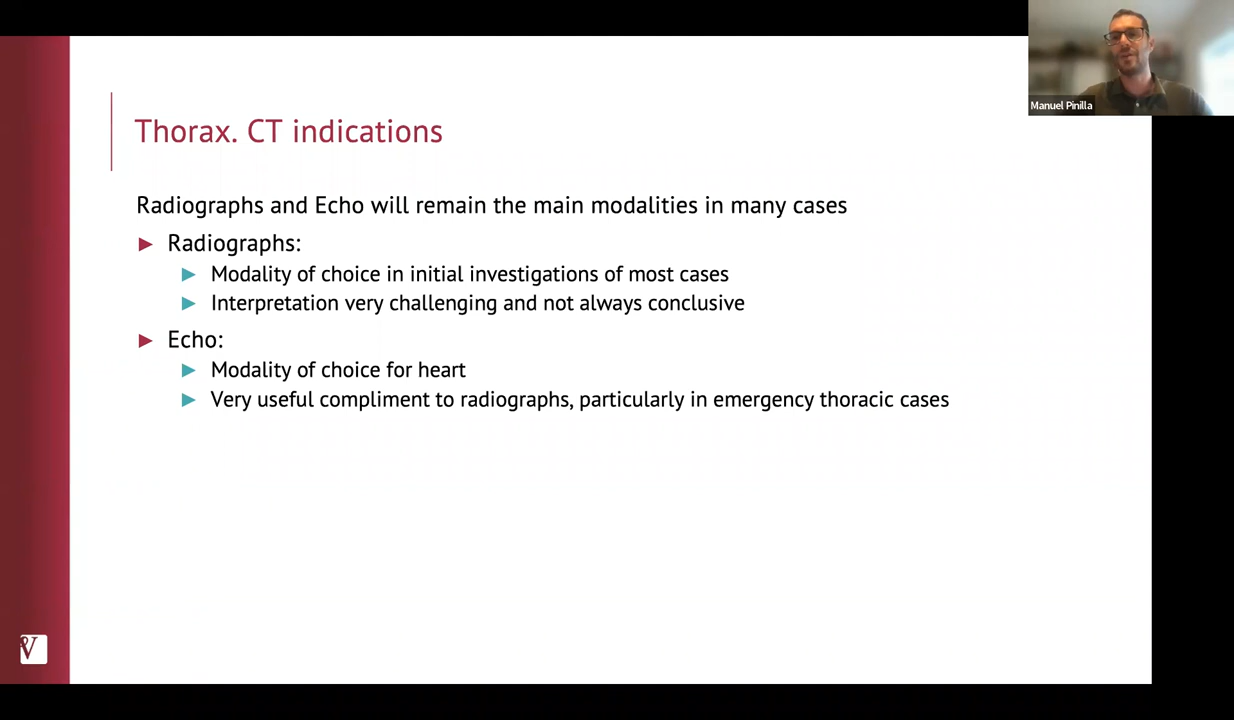 Manuel Pinilla
Thorax. CT indications
Radiographs and Echo will remain the main modalities in many cases
Radiographs:
Modality of choice in initial investigations of most cases
Interpretation very challenging and not always conclusive
Echo:
Modality of choice for heart
Very useful compliment to radiographs, particularly in emergency thoracic cases
V